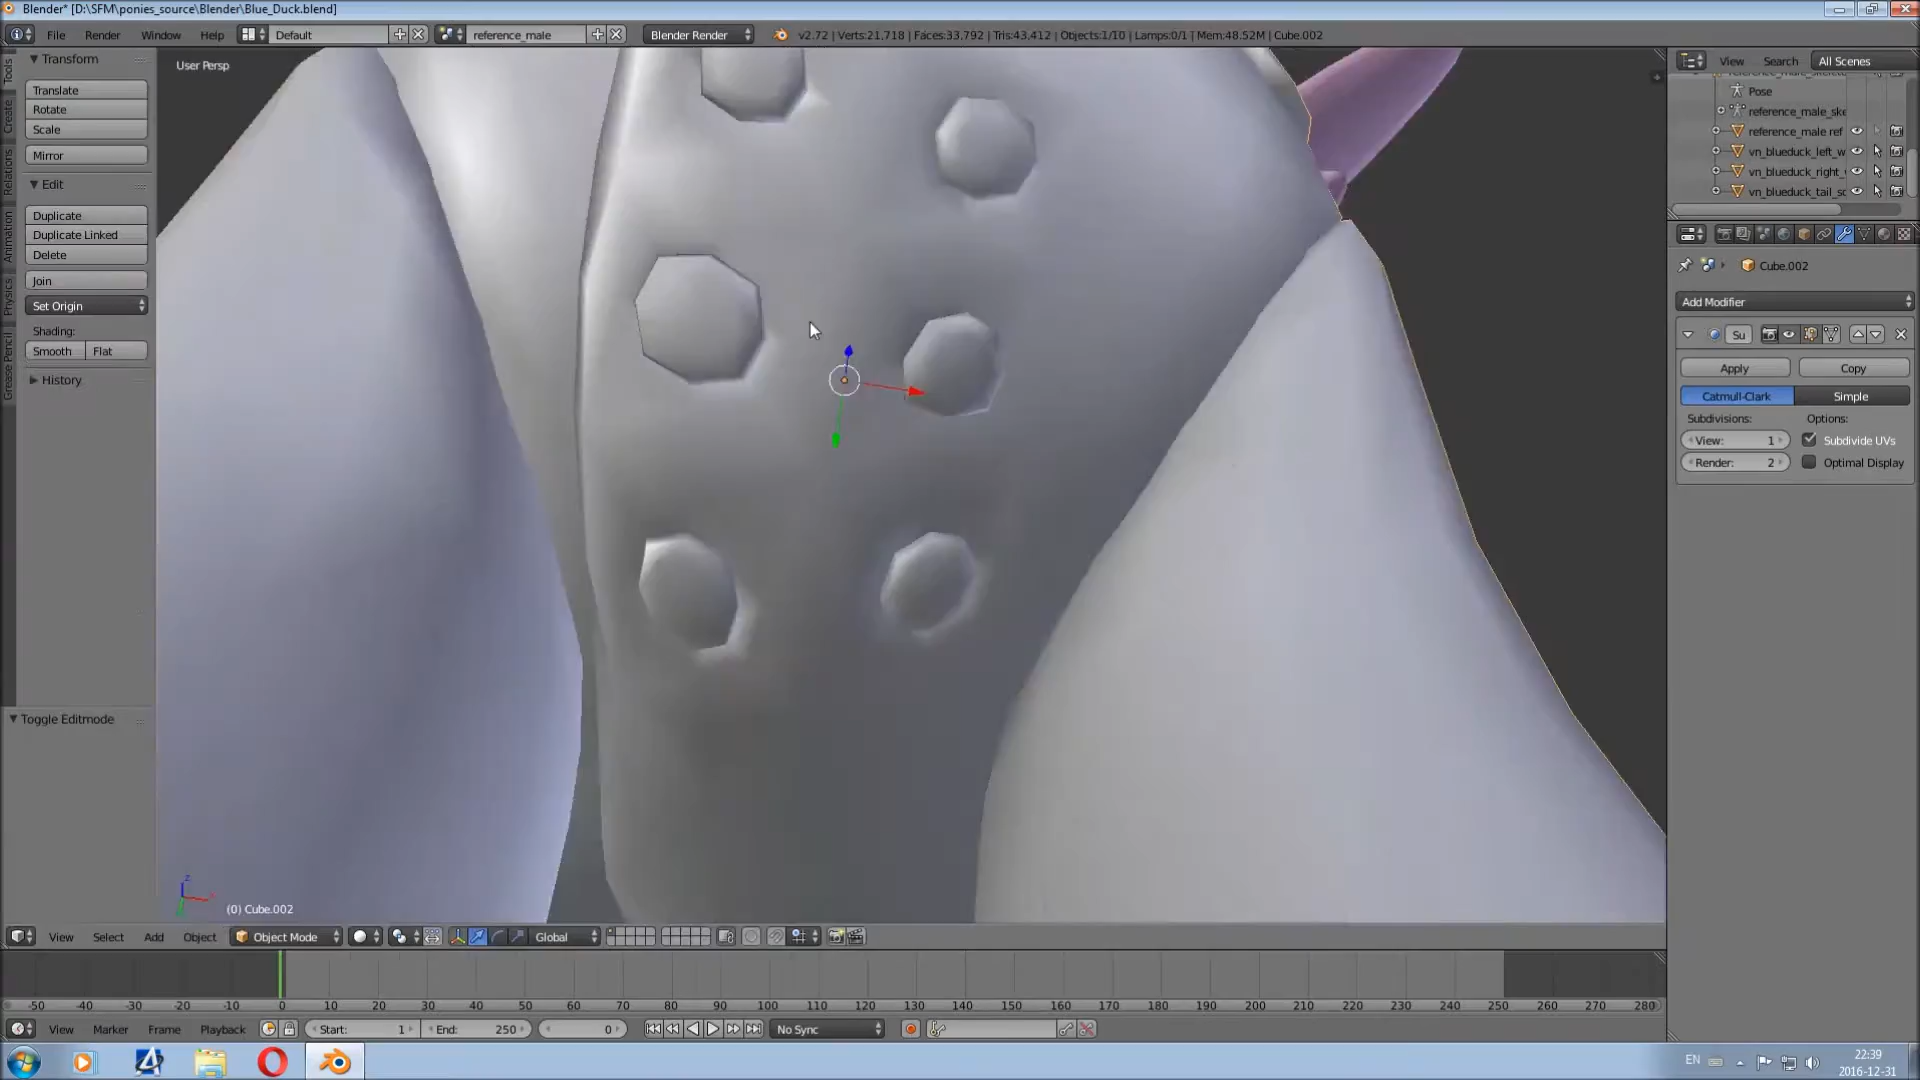 Blender* [D:\SFM\ponies_source\Blender\Blue_Duck.blend]
File Render Window Help Default reference_male Blender Render v2.72 | Verts:21,718 | Faces:33,792 | Tris:43,412 | Objects:1/10 | Lamps:0/1 | Mem:48.52M | Cube.002
Tools
Create
Relations
Animation
Physics
Grease Pencil
Transform
Translate
Rotate
Scale
Mirror
Edit
Duplicate
Duplicate Linked
Delete
Join
Set Origin
Shading:
Smooth Flat
History
Toggle Editmode
User Persp
(0) Cube.002
View Search All Scenes
Pose
reference_male_ske
reference_male ref
vn_blueduck_left_w
vn_blueduck_right_
vn_blueduck_tail_sc
Cube.002
Add Modifier
Su
Apply Copy
Catmull-Clark Simple
Subdivisions: Options:
View: 1 Subdivide UVs
Render: 2 Optimal Display
View Select Add Object Object Mode Global
-50 -40 -30 -20 -10 0 10 20 30 40 50 60 70 80 90 100 110 120 130 140 150 160 170 180 190 200 210 220 230 240 250 260 270 280
View Marker Frame Playback Start: 1 End: 250 0 No Sync
EN 22:39
2016-12-31